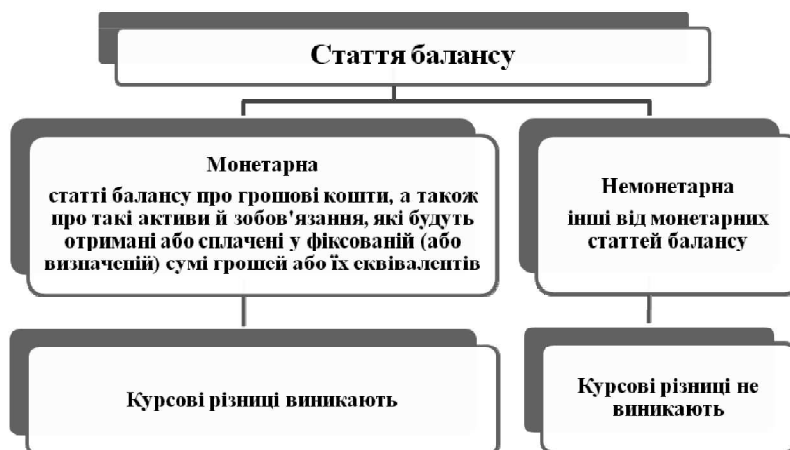 Стаття балансу
Монетарна
статті балансу про грошові кошти, а також
про такі активи й зобов'язання, які будуть
отримані або сплачені у фіксованій (або
визначеній) сумі грошей або їх еквівалентів
Немонетарна
інші від монетарних
статтей балансу
Курсові різниці виникають
Курсові різниці не
виникають